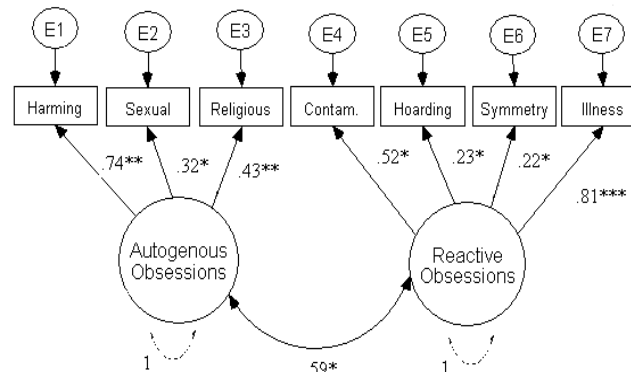 E1 E2 E3 E4 E5 E6 E7
Harming Sexual Religious Contam. Hoarding Symmetry Illness
.74** .32* .43** .52* .23* .22* .81***
Autogenous
Obsessions
Reactive
Obsessions
1 .59* 1